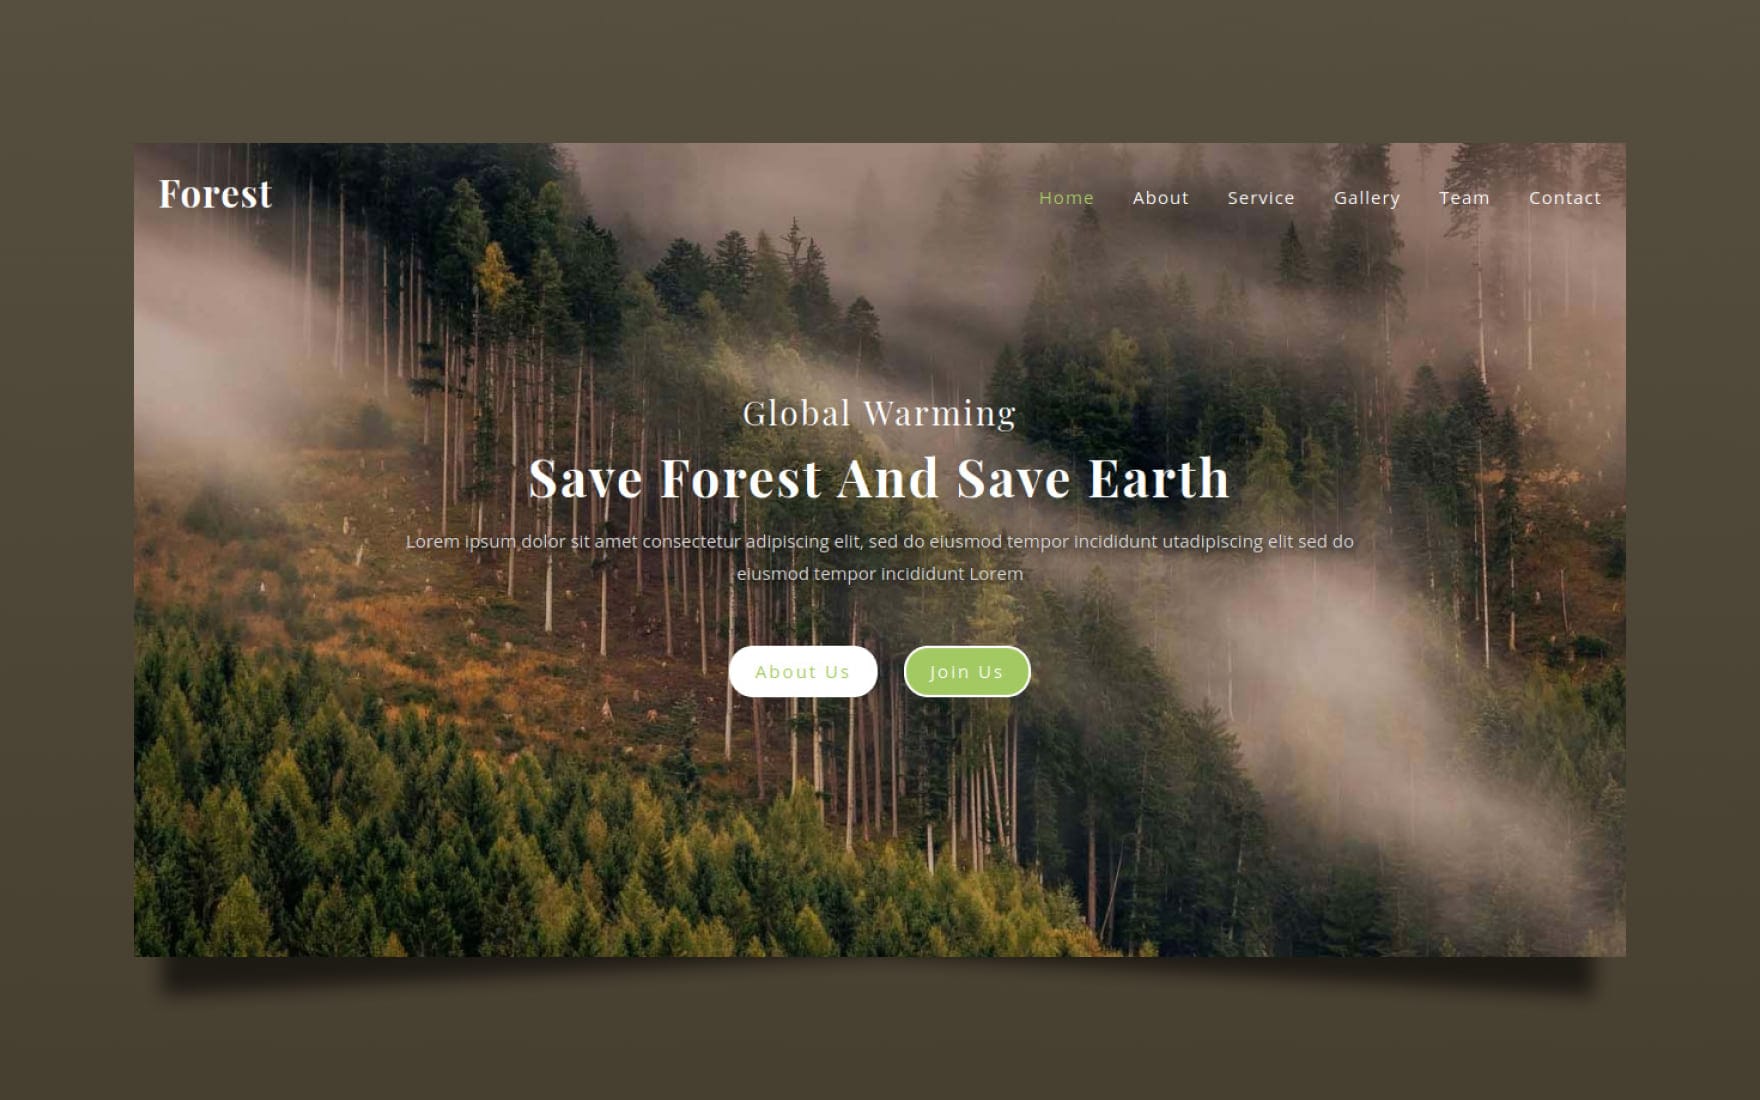 Forest
Home About Service Gallery Team Contact
Global Warming
Save Forest And Save Earth
Lorem ipsum dolor sit amet consectetur adipiscing elit, sed do eiusmod tempor incididunt utadipiscing elit sed do
eiusmod tempor incididunt Lorem
About Us Join Us